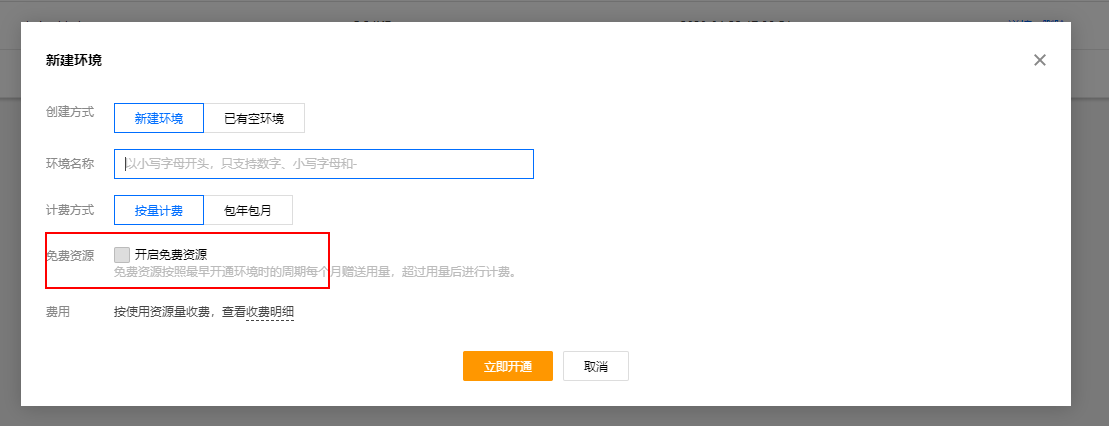 新建环境
创建方式 新建环境 已有空环境
环境名称 以小写字母开头，只支持数字、小写字母和-
计费方式 按量计费 包年包月
免费资源 开启免费资源
免费资源按照最早开通环境时的周期每个月赠送用量，超过用量后进行计费。
费用 按使用资源量收费，查看收费明细
立即开通 取消